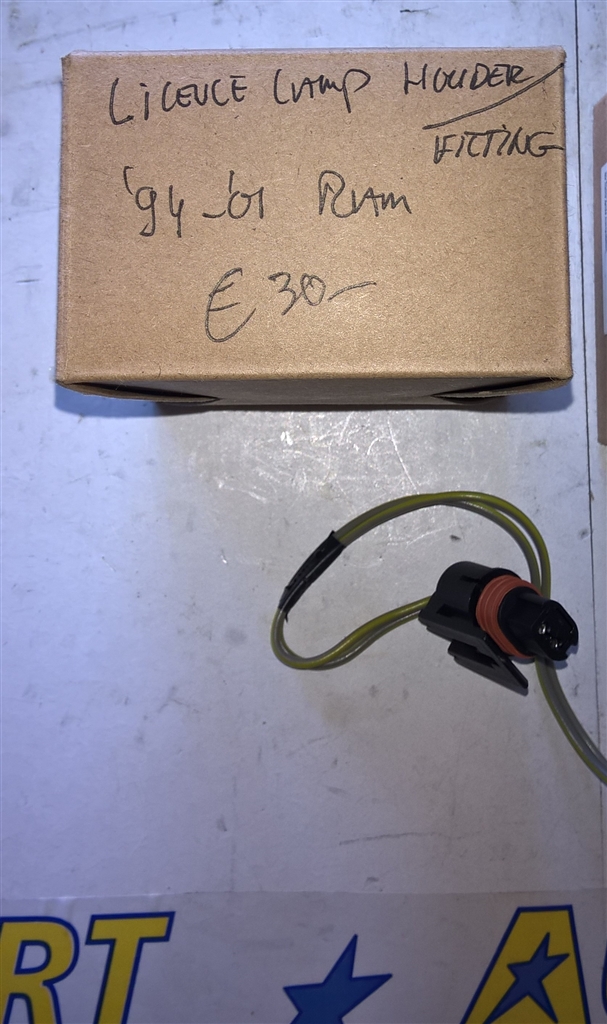 LICENCE LAMP HOLDER/
FITTING
'94-'01 RAM
€ 30-
RT A